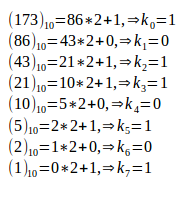 (173)₁₀=86*2+1,⇒k₀=1
(86)₁₀=43*2+0,⇒k₁=0
(43)₁₀=21*2+1,⇒k₂=1
(21)₁₀=10*2+1,⇒k₃=1
(10)₁₀=5*2+0,⇒k₄=0
(5)₁₀=2*2+1,⇒k₅=1
(2)₁₀=1*2+0,⇒k₆=0
(1)₁₀=0*2+1,⇒k₇=1